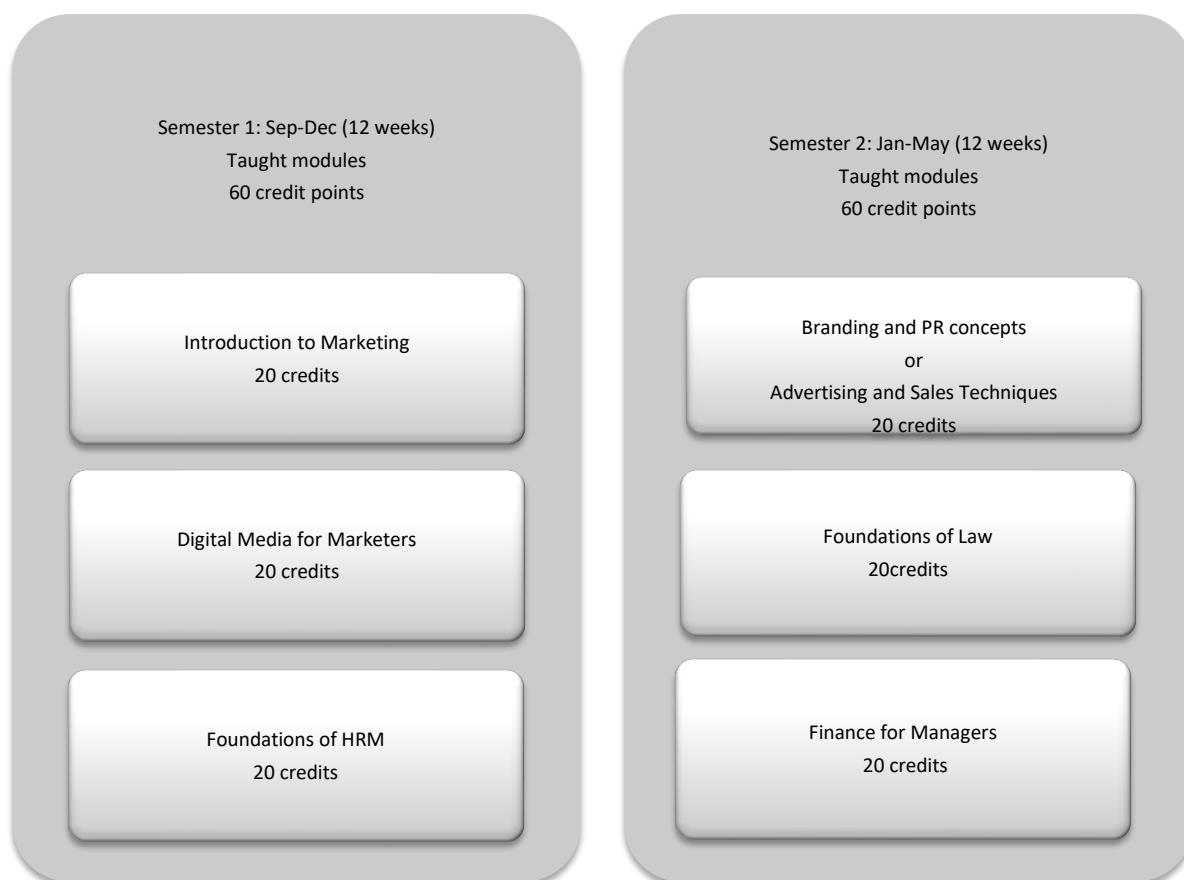 Semester 1: Sep-Dec (12 weeks)
Taught modules
60 credit points
Introduction to Marketing
20 credits
Digital Media for Marketers
20 credits
Foundations of HRM
20 credits
Semester 2: Jan-May (12 weeks)
Taught modules
60 credit points
Branding and PR concepts
or
Advertising and Sales Techniques
20 credits
Foundations of Law
20credits
Finance for Managers
20 credits